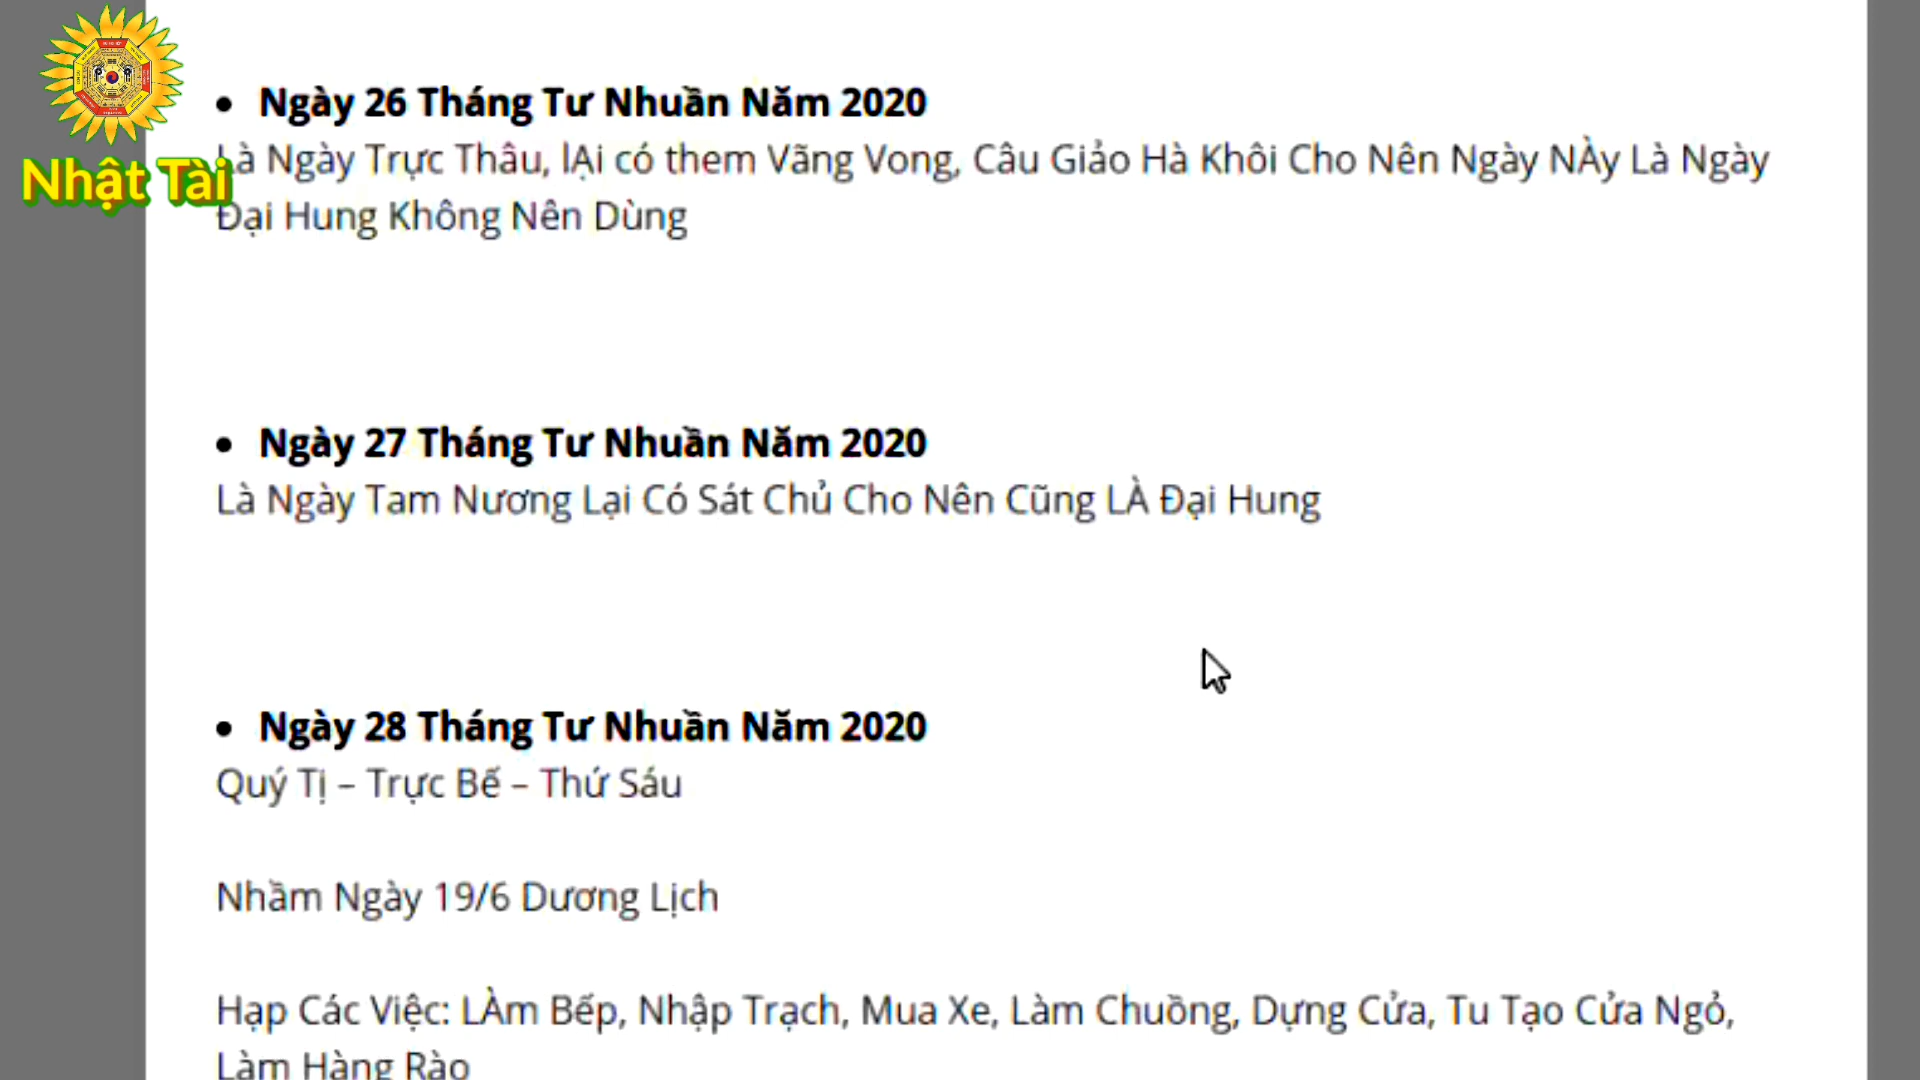 Nhật Tài
• Ngày 26 Tháng Tư Nhuần Năm 2020
Là Ngày Trực Thâu, lẠi có them Vãng Vong, Câu Giảo Hà Khôi Cho Nên Ngày NÀy Là Ngày
Đại Hung Không Nên Dùng
• Ngày 27 Tháng Tư Nhuần Năm 2020
Là Ngày Tam Nương Lại Có Sát Chủ Cho Nên Cũng LÀ Đại Hung
• Ngày 28 Tháng Tư Nhuần Năm 2020
Quý Tị – Trực Bế – Thứ Sáu
Nhầm Ngày 19/6 Dương Lịch
Hạp Các Việc: LÀm Bếp, Nhập Trạch, Mua Xe, Làm Chuồng, Dựng Cửa, Tu Tạo Cửa Ngỏ,
Làm Hàng Rào